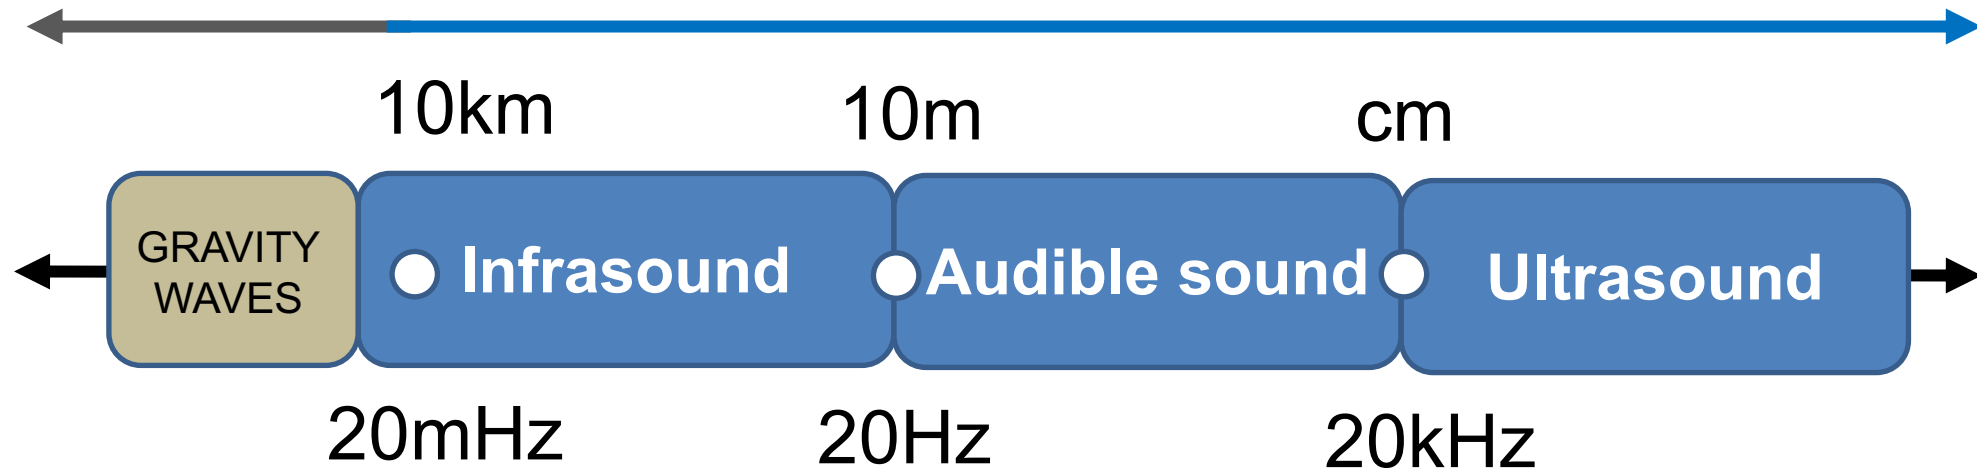 10km
10m
cm
GRAVITY
WAVES
Infrasound
Audible sound
Ultrasound
20mHz
20Hz
20kHz